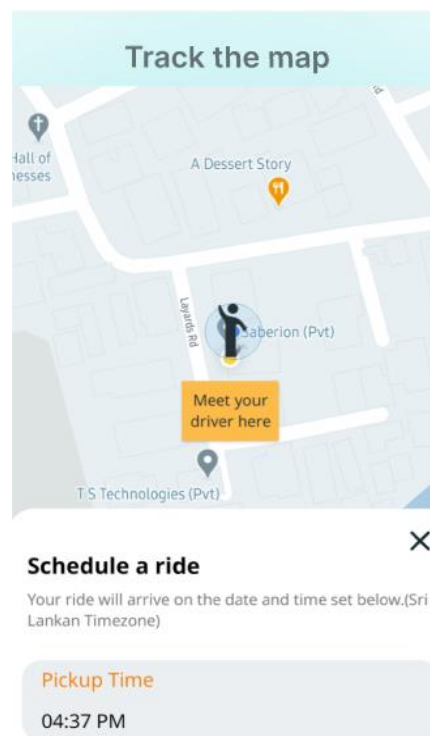 Track the map
Hall of
nesses
A Dessert Story
Layards Rd
Saberion (Pvt)
Meet your
driver here
T S Technologies (Pvt)
Schedule a ride
Your ride will arrive on the date and time set below.(Sri
Lankan Timezone)
Pickup Time
04:37 PM